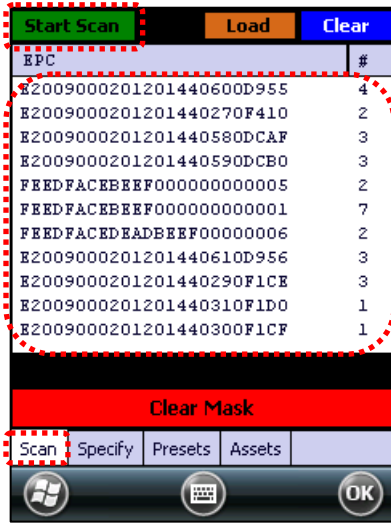 Start Scan Load Clear
EPC #
E2009000201201440600D955 4
E2009000201201440270F410 2
E2009000201201440580DCAF 3
E2009000201201440590DCB0 3
FEEDFACEBEEF000000000005 2
FEEDFACEBEEF000000000001 7
FEEDFACEDEADBEEF00000006 2
E2009000201201440610D956 3
E2009000201201440290F1CE 3
E2009000201201440310F1D0 1
E2009000201201440300F1CF 1
Clear Mask
Scan Specify Presets Assets
OK